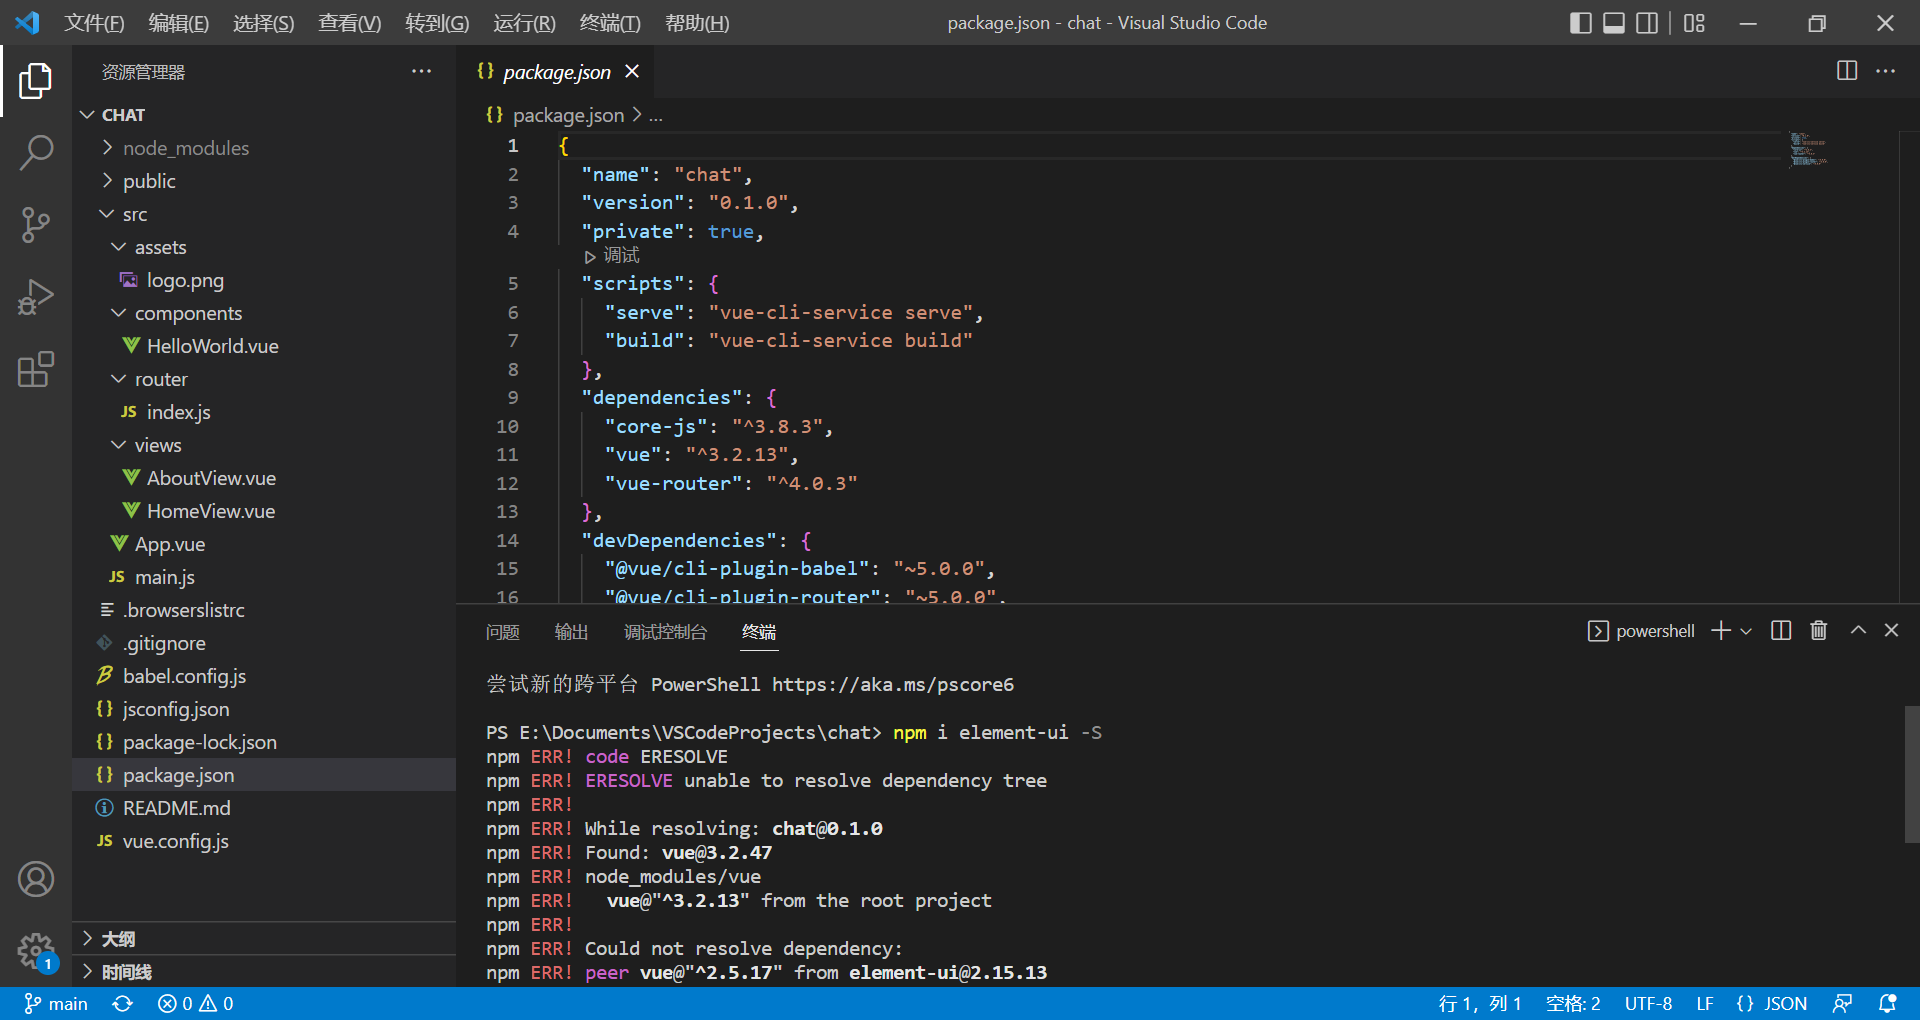 文件(F) 编辑(E) 选择(S) 查看(V) 转到(G) 运行(R) 终端(T) 帮助(H) package.json - chat - Visual Studio Code
资源管理器
CHAT
node_modules
public
src
assets
logo.png
components
HelloWorld.vue
router
JS index.js
views
AboutView.vue
HomeView.vue
App.vue
JS main.js
.browserslistrc
.gitignore
babel.config.js
{} jsconfig.json
{} package-lock.json
{} package.json
README.md
JS vue.config.js
大纲
时间线
{} package.json
{} package.json > ...
1 {
2 "name": "chat",
3 "version": "0.1.0",
4 "private": true,
调试
5 "scripts": {
6 "serve": "vue-cli-service serve",
7 "build": "vue-cli-service build"
8 },
9 "dependencies": {
10 "core-js": "^3.8.3",
11 "vue": "^3.2.13",
12 "vue-router": "^4.0.3"
13 },
14 "devDependencies": {
15 "@vue/cli-plugin-babel": "~5.0.0",
16 "@vue/cli-plugin-router": "~5.0.0",
问题 输出 调试控制台 终端 powershell
尝试新的跨平台 PowerShell https://aka.ms/pscore6
PS E:\Documents\VSCodeProjects\chat> npm i element-ui -S
npm ERR! code ERESOLVE
npm ERR! ERESOLVE unable to resolve dependency tree
npm ERR!
npm ERR! While resolving: chat@0.1.0
npm ERR! Found: vue@3.2.47
npm ERR! node_modules/vue
npm ERR! vue@"^3.2.13" from the root project
npm ERR!
npm ERR! Could not resolve dependency:
npm ERR! peer vue@"^2.5.17" from element-ui@2.15.13
1
main 0 0 行 1，列 1 空格: 2 UTF-8 LF {} JSON